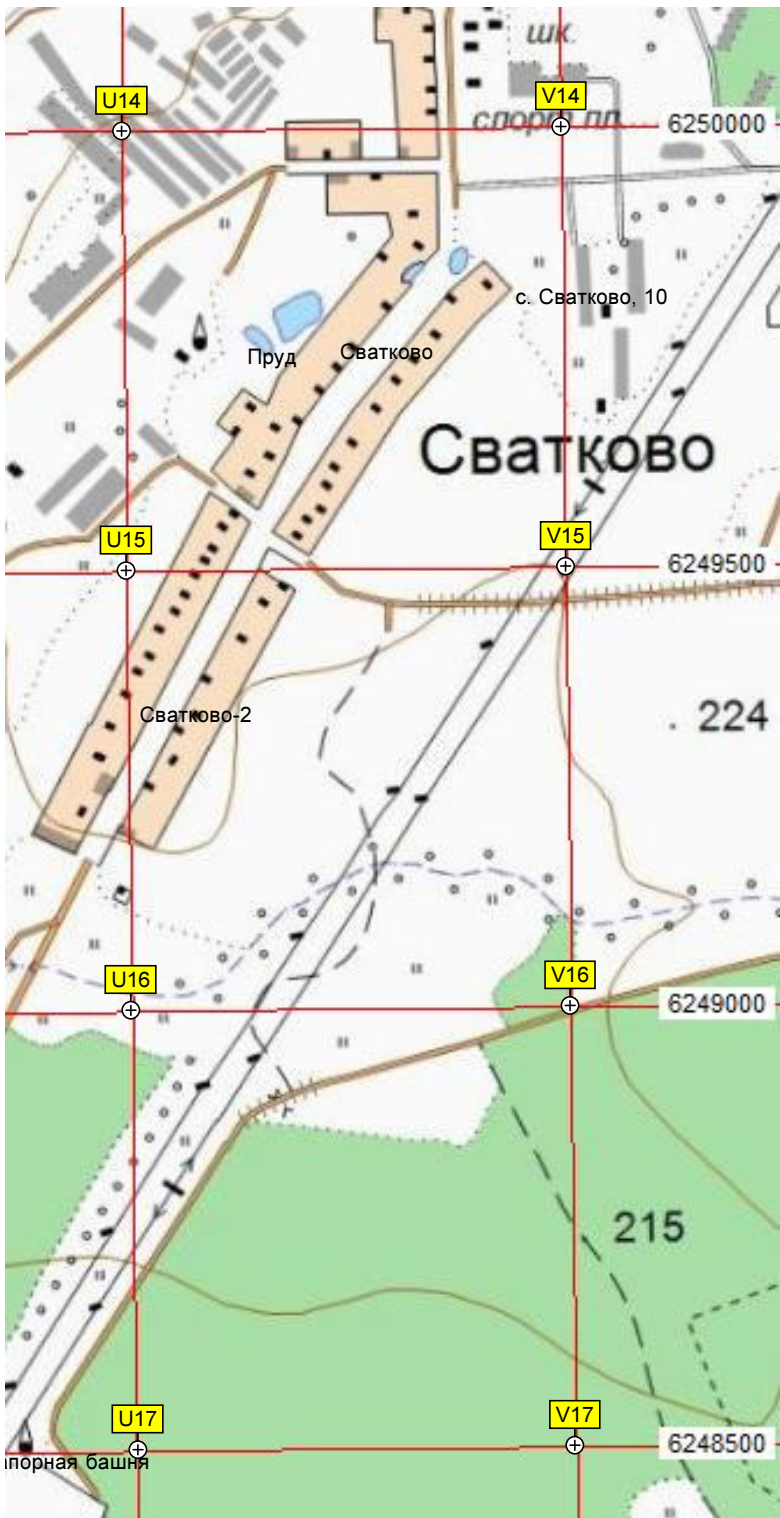 шк.
U14
V14
спорт.пл.
6250000
с. Сватково, 10
Пруд
Сватково
Сватково
U15
V15
6249500
Сватково-2
224
U16
V16
6249000
215
U17
V17
6248500
апорная башня